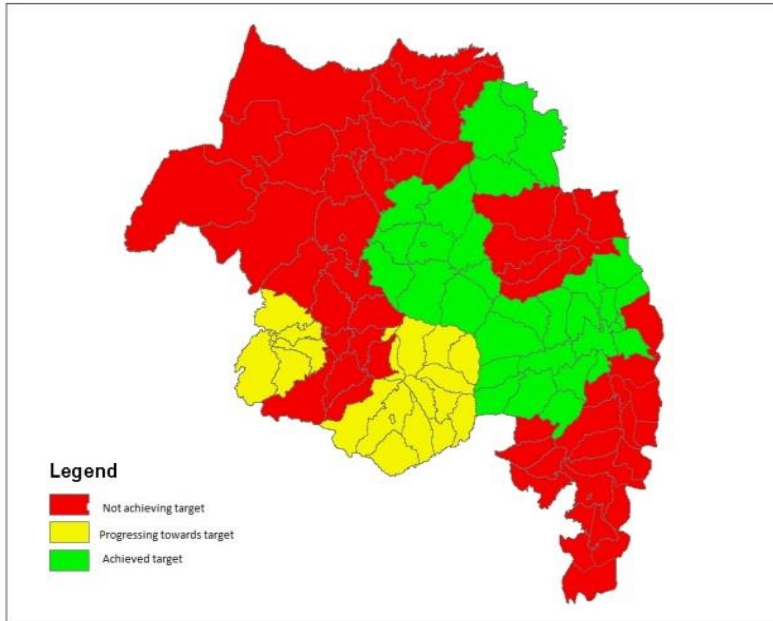 Legend
Not achieving target
Progressing towards target
Achieved target